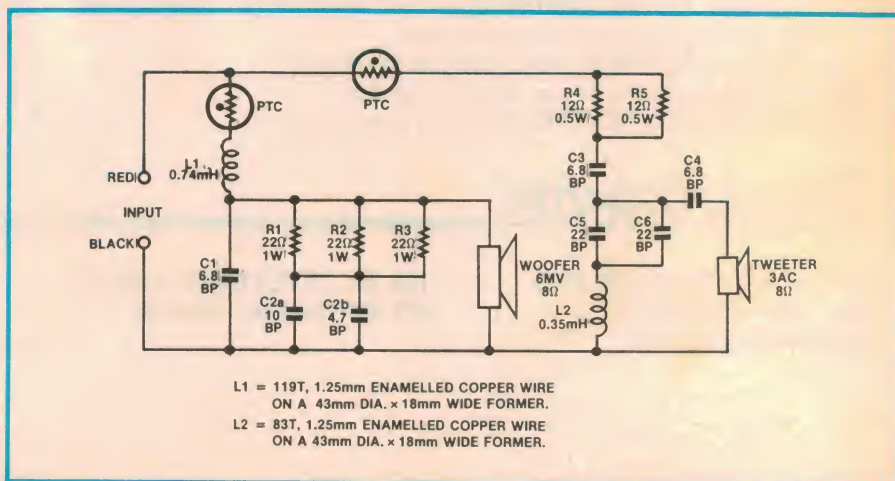 PTC
PTC
R4
12Ω
0.5W
R5
12Ω
0.5W
L1
0.74mH
C3
6.8
BP
C4
6.8
BP
RED
INPUT
BLACK
R1
22Ω
1W
R2
22Ω
1W
R3
22Ω
1W
C5
22
BP
C6
22
BP
C1
6.8
BP
C2a
10
BP
C2b
4.7
BP
WOOFER
6MV
8Ω
TWEETER
3AC
8Ω
L2
0.35mH
L1 = 119T, 1.25mm ENAMELLED COPPER WIRE
ON A 43mm DIA. × 18mm WIDE FORMER.
L2 = 83T, 1.25mm ENAMELLED COPPER WIRE
ON A 43mm DIA. × 18mm WIDE FORMER.